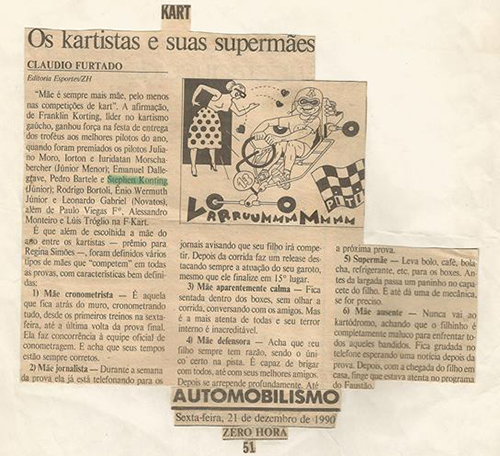 KART
Os kartistas e suas supermães
CLAUDIO FURTADO
Editoria Esportes/ZH
"Mãe é sempre mais mãe, pelo menos
nas competições de kart". A afirmação,
de Franklin Korting, líder no kartismo
gaúcho, ganhou força na festa de entrega
dos troféus aos melhores pilotos do ano,
quando foram premiados os pilotos Julia-
no Moro, Iorton e Iuridatan Morscha-
bercher (Júnior Menor); Emanuel Dalle-
grave, Pedro Bartele e Stephen Konting
(Júnior); Rodrigo Bortoli, Ênio Wermuth
Júnior e Leonardo Gabriel (Novatos),
além de Paulo Viegas Fº, Alessandro
Monteiro e Luis Tróglio na F-Kart.
É que além de escolhida a mãe do
ano entre os kartistas — prêmio para
Regina Simões —, foram definidos vários
tipos de mães que "competem" em todas
as provas, com características bem defini-
das:
1) Mãe cronometrista — É aquela
que fica atrás do muro, cronometrando
tudo, desde os primeiros treinos na sexta-
feira, até a última volta da prova final.
Ela faz concorrência à equipe oficial de
cronometragem. E acha que seus tempos
estão sempre corretos.
2) Mãe jornalista — Durante a semana
da prova ela já está telefonando para os
VARRRUUMMMMMMMM
PIT!
jornais avisando que seu filho irá compe-
tir. Depois da corrida faz um release des-
tacando sempre a atuação do seu garoto,
mesmo que ele finalize em 15° lugar.
3) Mãe aparentemente calma — Fica
sentada dentro dos boxes, sem olhar a
corrida, conversando com os amigos. Mas
é a mais atenta de todas e seu terror
interno é inacreditável.
4) Mãe defensora — Acha que seu
filho sempre tem razão, sendo o úni-
co certo na pista. É capaz de brigar
com todos, até com seus melhores amigos.
Depois se arrepende profundamente. Até
a próxima prova.
5) Supermãe — Leva bolo, café, bola-
cha, refrigerante, etc. para os boxes. An-
tes da largada passa um paninho no capa-
cete do filho. E até dá uma de mecânica,
se for preciso.
6) Mãe ausente — Nunca vai ao
kartódromo, achando que o filhinho é
completamente maluco para enfrentar to-
dos aqueles bandidos. Fica grudada no
telefone esperando uma notícia depois da
prova. Depois, com a chegada do filho em
casa, finge que estava atenta no programa
do Faustão.
AUTOMOBILISMO
Sexta-feira, 21 de dezembro de 1990
ZERO HORA
51